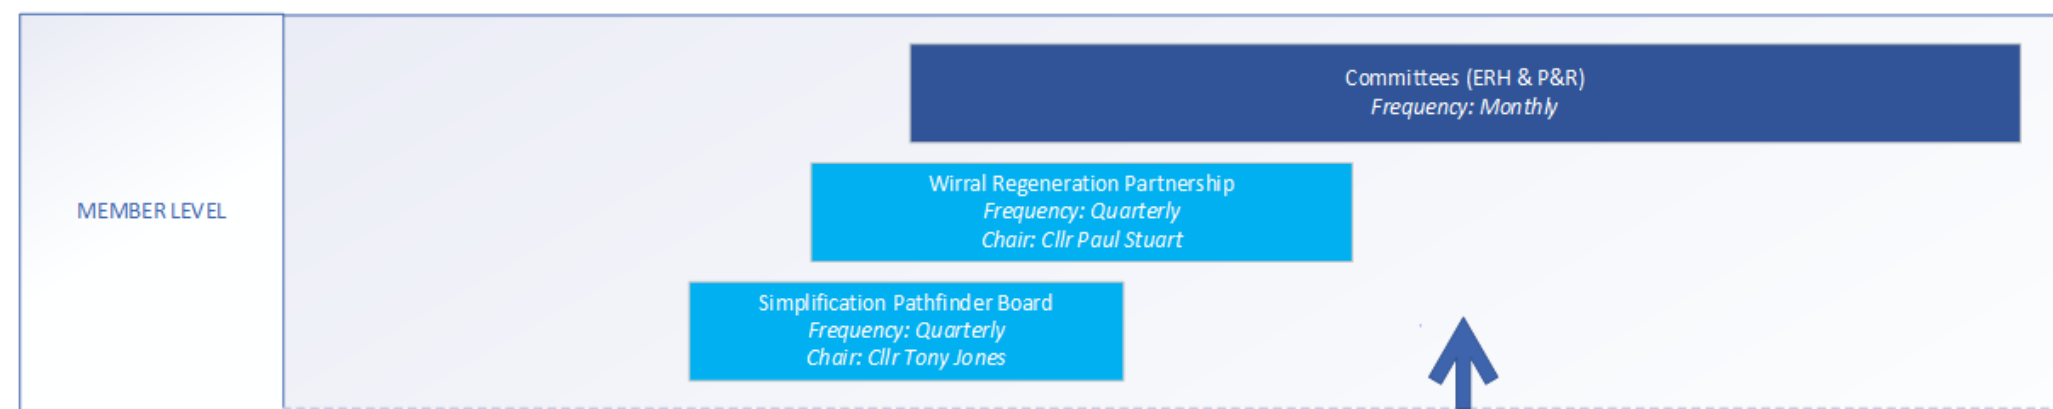 MEMBER LEVEL
Committees (ERH & P&R)
Frequency: Monthly
Wirral Regeneration Partnership
Frequency: Quarterly
Chair: Cllr Paul Stuart
Simplification Pathfinder Board
Frequency: Quarterly
Chair: Cllr Tony Jones